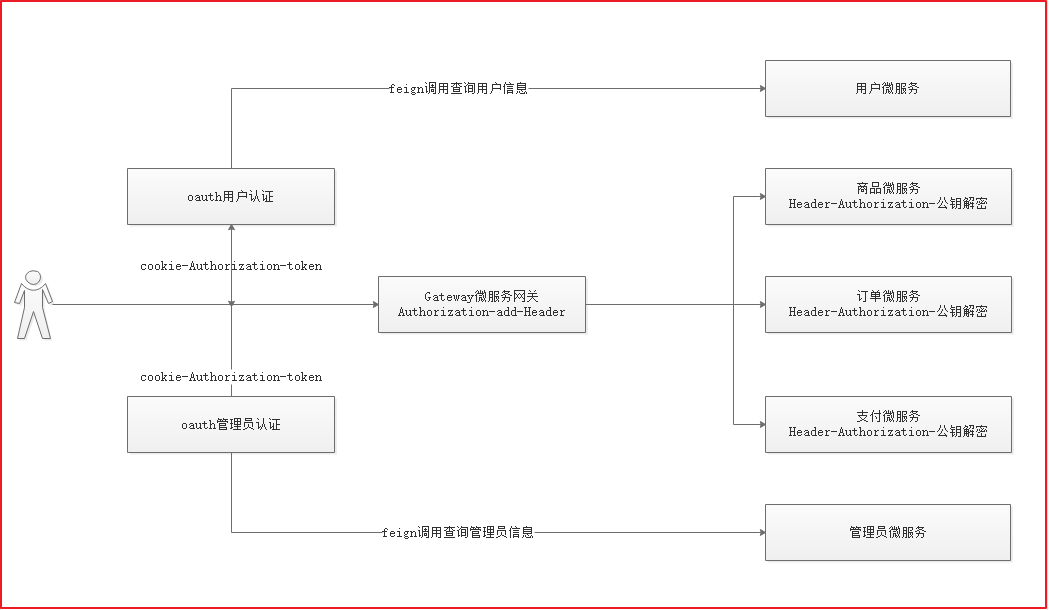 feign调用查询用户信息
用户微服务
oauth用户认证
商品微服务
Header-Authorization-公钥解密
cookie-Authorization-token
Gateway微服务网关
Authorization-add-Header
订单微服务
Header-Authorization-公钥解密
cookie-Authorization-token
oauth管理员认证
支付微服务
Header-Authorization-公钥解密
feign调用查询管理员信息
管理员微服务